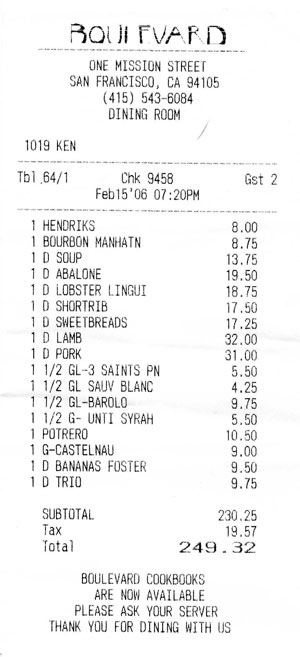 BOULEVARD
ONE MISSION STREET
SAN FRANCISCO, CA 94105
(415) 543-6084
DINING ROOM
1019 KEN
Tbl 64/1 Chk 9458 Gst 2
Feb15'06 07:20PM
1 HENDRIKS 8.00
1 BOURBON MANHATN 8.75
1 D SOUP 13.75
1 D ABALONE 19.50
1 D LOBSTER LINGUI 18.75
1 D SHORTRIB 17.50
1 D SWEETBREADS 17.25
1 D LAMB 32.00
1 D PORK 31.00
1 1/2 GL-3 SAINTS PN 5.50
1 1/2 GL SAUV BLANC 4.25
1 1/2 GL-BAROLO 9.75
1 1/2 G- UNTI SYRAH 5.50
1 POTRERO 10.50
1 G-CASTELNAU 9.00
1 D BANANAS FOSTER 9.50
1 D TRIO 9.75
SUBTOTAL 230.25
Tax 19.57
Total 249.32
BOULEVARD COOKBOOKS
ARE NOW AVAILABLE
PLEASE ASK YOUR SERVER
THANK YOU FOR DINING WITH US